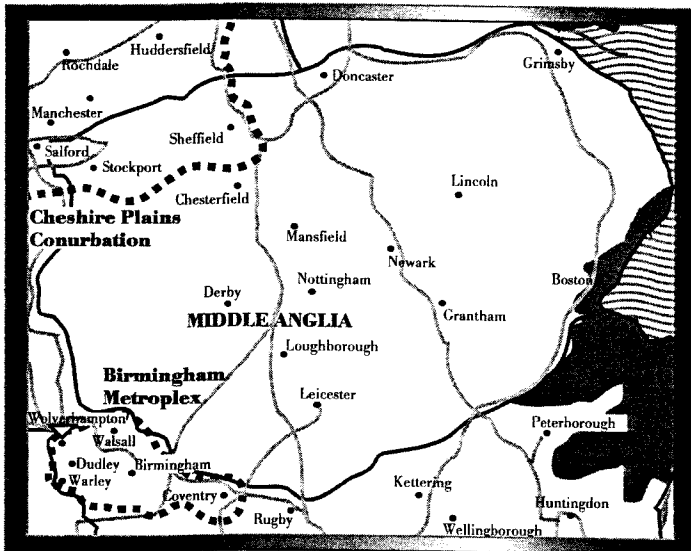 Huddersfield
Rochdale
Grimsby
Doncaster
Manchester
Sheffield
Salford
Stockport
Lincoln
Chesterfield
Cheshire Plains
Conurbation
Mansfield
Newark
Nottingham
Boston
Derby
Grantham
MIDDLE ANGLIA
Loughborough
Birmingham
Metroplex
Leicester
Wolverhampton
Peterborough
Walsall
Dudley
Birmingham
Warley
Kettering
Coventry
Huntingdon
Rugby
Wellingborough